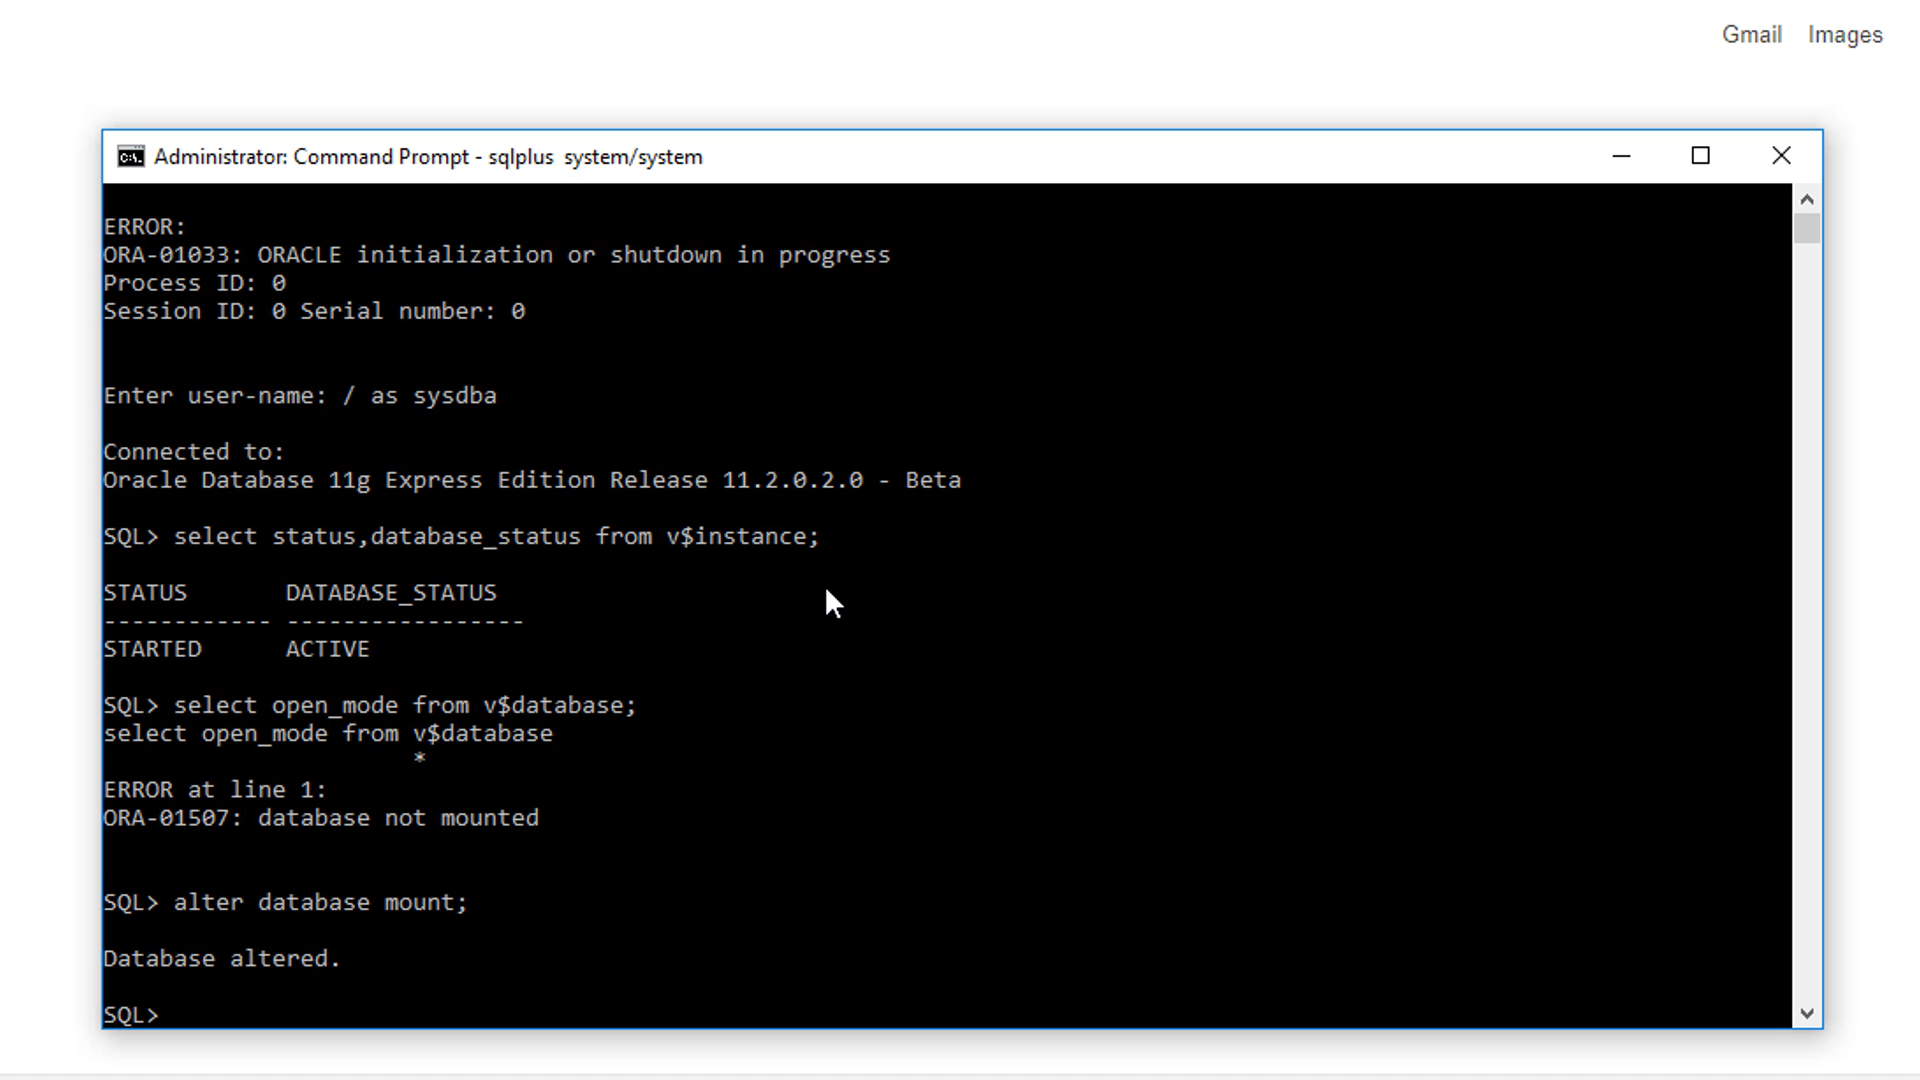 Gmail Images
Administrator: Command Prompt - sqlplus  system/system
ERROR:
ORA-01033: ORACLE initialization or shutdown in progress
Process ID: 0
Session ID: 0 Serial number: 0
Enter user-name: / as sysdba
Connected to:
Oracle Database 11g Express Edition Release 11.2.0.2.0 - Beta
SQL> select status,database_status from v$instance;
STATUS       DATABASE_STATUS
------------ -----------------
STARTED      ACTIVE
SQL> select open_mode from v$database;
select open_mode from v$database
                      *
ERROR at line 1:
ORA-01507: database not mounted
SQL> alter database mount;
Database altered.
SQL>